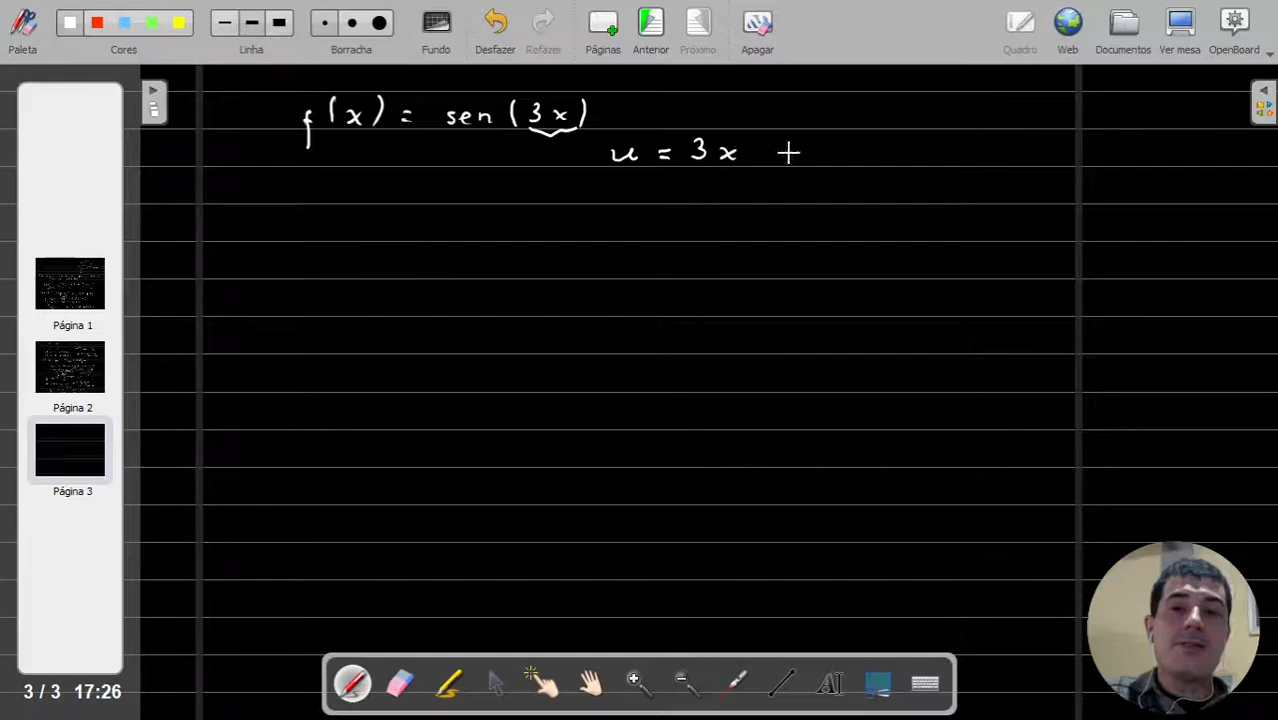 Paleta Cores Linha Borracha Fundo Desfazer Refazer Páginas Anterior Próximo Apagar Quadro Web Documentos Ver mesa OpenBoard
f(x) = sen(3x)
u = 3x
Página 1
Página 2
Página 3
3 / 3 17:26